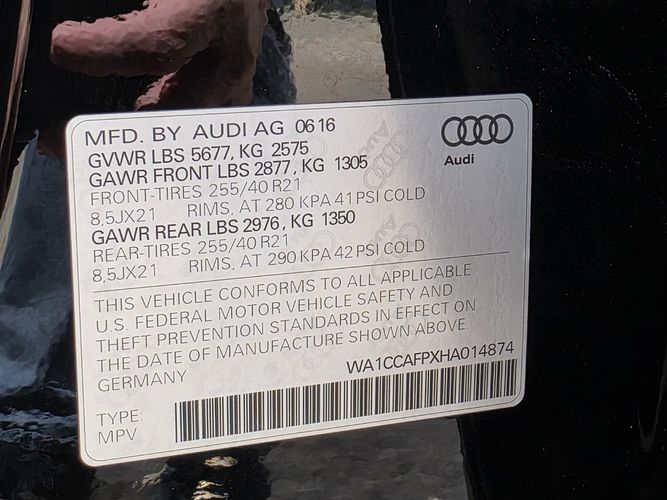 MFD. BY AUDI AG 0616
GVWR LBS 5677, KG 2575
GAWR FRONT LBS 2877, KG 1305
FRONT-TIRES 255/40 R21
8,5JX21 RIMS, AT 280 KPA 41 PSI COLD
GAWR REAR LBS 2976, KG 1350
REAR-TIRES 255/40 R21
8,5JX21 RIMS, AT 290 KPA 42 PSI COLD
Audi
THIS VEHICLE CONFORMS TO ALL APPLICABLE
U.S. FEDERAL MOTOR VEHICLE SAFETY AND
THEFT PREVENTION STANDARDS IN EFFECT ON
THE DATE OF MANUFACTURE SHOWN ABOVE.
GERMANY
WA1CCAFPXHA014874
TYPE:
MPV